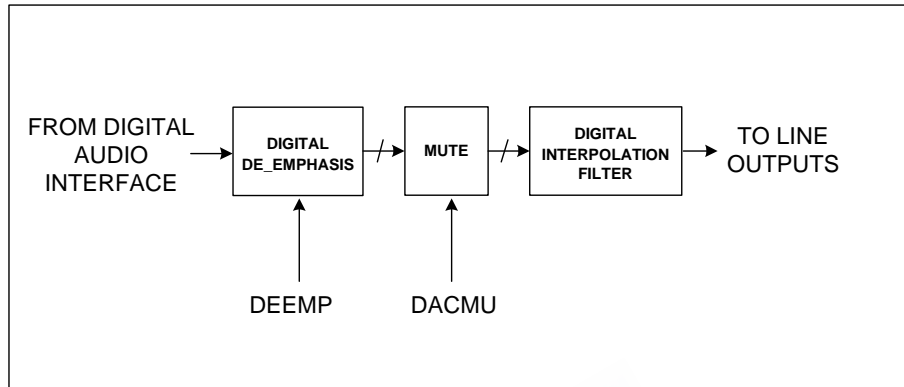 FROM DIGITAL
AUDIO
INTERFACE
DIGITAL
DE_EMPHASIS
MUTE
DIGITAL
INTERPOLATION
FILTER
TO LINE
OUTPUTS
DEEMP
DACMU